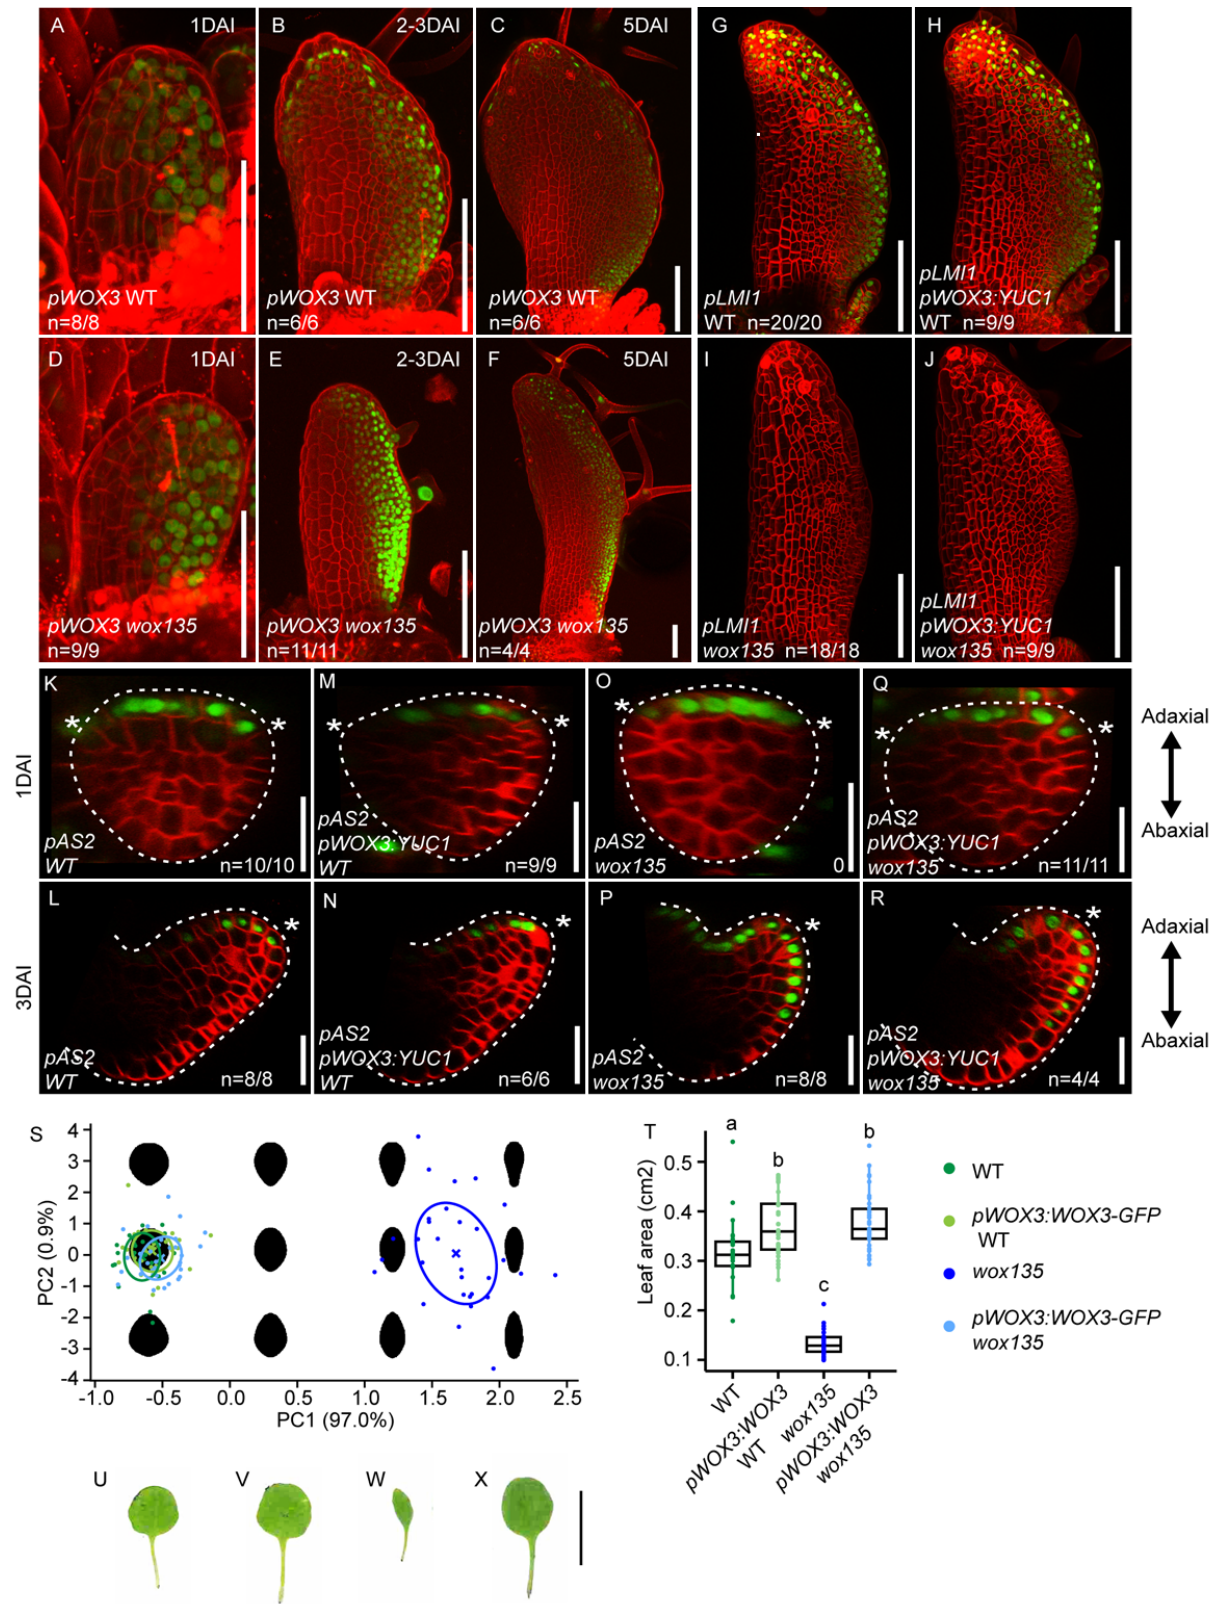 A 1DAI
pWOX3 WT
n=8/8
B 2-3DAI
pWOX3 WT
n=6/6
C 5DAI
pWOX3 WT
n=6/6
G
pLMI1
WT n=20/20
H
pLMI1
pWOX3:YUC1
WT n=9/9
D 1DAI
pWOX3 wox135
n=9/9
E 2-3DAI
pWOX3 wox135
n=11/11
F 5DAI
pWOX3 wox135
n=4/4
I
pLMI1
wox135 n=18/18
J
pLMI1
pWOX3:YUC1
wox135 n=9/9
1DAI
K
* *
pAS2
WT n=10/10
M
* *
pAS2
pWOX3:YUC1
WT n=9/9
O
* *
pAS2
wox135 0
Q
* *
pAS2
pWOX3:YUC1
wox135 n=11/11
Adaxial
Abaxial
3DAI
L
*
pAS2
WT n=8/8
N
*
pAS2
pWOX3:YUC1
WT n=6/6
P
*
pAS2
wox135 n=8/8
R
*
pAS2
pWOX3:YUC1
wox135 n=4/4
Adaxial
Abaxial
S
PC2 (0.9%)
4
3
2
1
0
-1
-2
-3
-4
-1.0 -0.5 0.0 0.5 1.0 1.5 2.0 2.5
PC1 (97.0%)
T
Leaf area (cm2)
0.5
0.4
0.3
0.2
0.1
a
b
c
b
WT
pWOX3:WOX3
WT
wox135
pWOX3:WOX3
wox135
WT
pWOX3:WOX3-GFP
WT
wox135
pWOX3:WOX3-GFP
wox135
U V W X